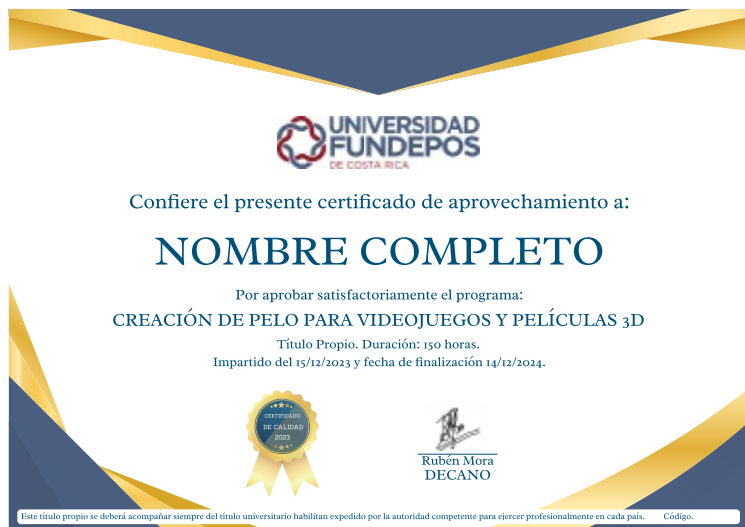 UNIVERSIDAD
FUNDEPOS
DE COSTA RICA
Confiere el presente certificado de aprovechamiento a:
NOMBRE COMPLETO
Por aprobar satisfactoriamente el programa:
CREACIÓN DE PELO PARA VIDEOJUEGOS Y PELÍCULAS 3D
Título Propio. Duración: 150 horas.
Impartido del 15/12/2023 y fecha de finalización 14/12/2024.
CERTIFICADO
DE CALIDAD
2023
Rubén Mora
DECANO
Este título propio se deberá acompañar siempre del título universitario habilitan expedido por la autoridad competente para ejercer profesionalmente en cada país. Código.